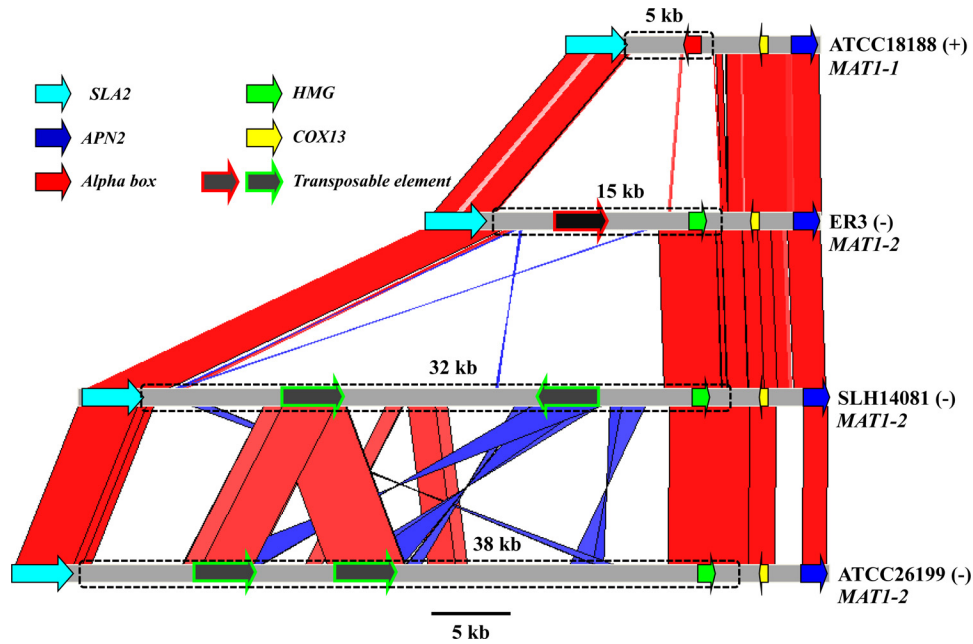 5 kb
ATCC18188 (+)
MAT1-1
SLA2
HMG
APN2
COX13
Alpha box
Transposable element
15 kb
ER3 (-)
MAT1-2
32 kb
SLH14081 (-)
MAT1-2
38 kb
ATCC26199 (-)
MAT1-2
5 kb